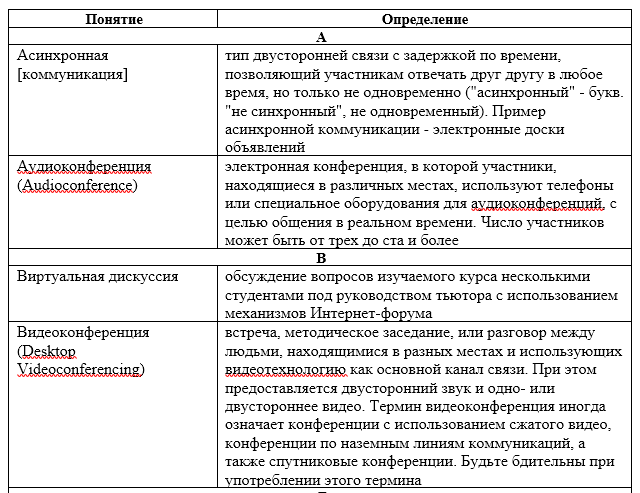 Понятие Определение
А
Асинхронная тип двусторонней связи с задержкой по времени,
[коммуникация] позволяющий участникам отвечать друг другу в любое
время, но только не одновременно ("асинхронный" - букв.
"не синхронный", не одновременный). Пример
асинхронной коммуникации - электронные доски
объявлений
Аудиоконференция электронная конференция, в которой участники,
(Audioconference) находящиеся в различных местах, используют телефоны
или специальное оборудование для аудиоконференций, с
целью общения в реальном времени. Число участников
может быть от трех до ста и более
В
Виртуальная дискуссия обсуждение вопросов изучаемого курса несколькими
студентами под руководством тьютора с использованием
механизмов Интернет-форума
Видеоконференция встреча, методическое заседание, или разговор между
(Desktop людьми, находящимися в разных местах и использующих
Videoconferencing) видеотехнологию как основной канал связи. При этом
предоставляется двусторонний звук и одно- или
двустороннее видео. Термин видеоконференция иногда
означает конференции с использованием сжатого видео,
конференции по наземным линиям коммуникаций, а
также спутниковые конференции. Будьте бдительны при
употреблении этого термина